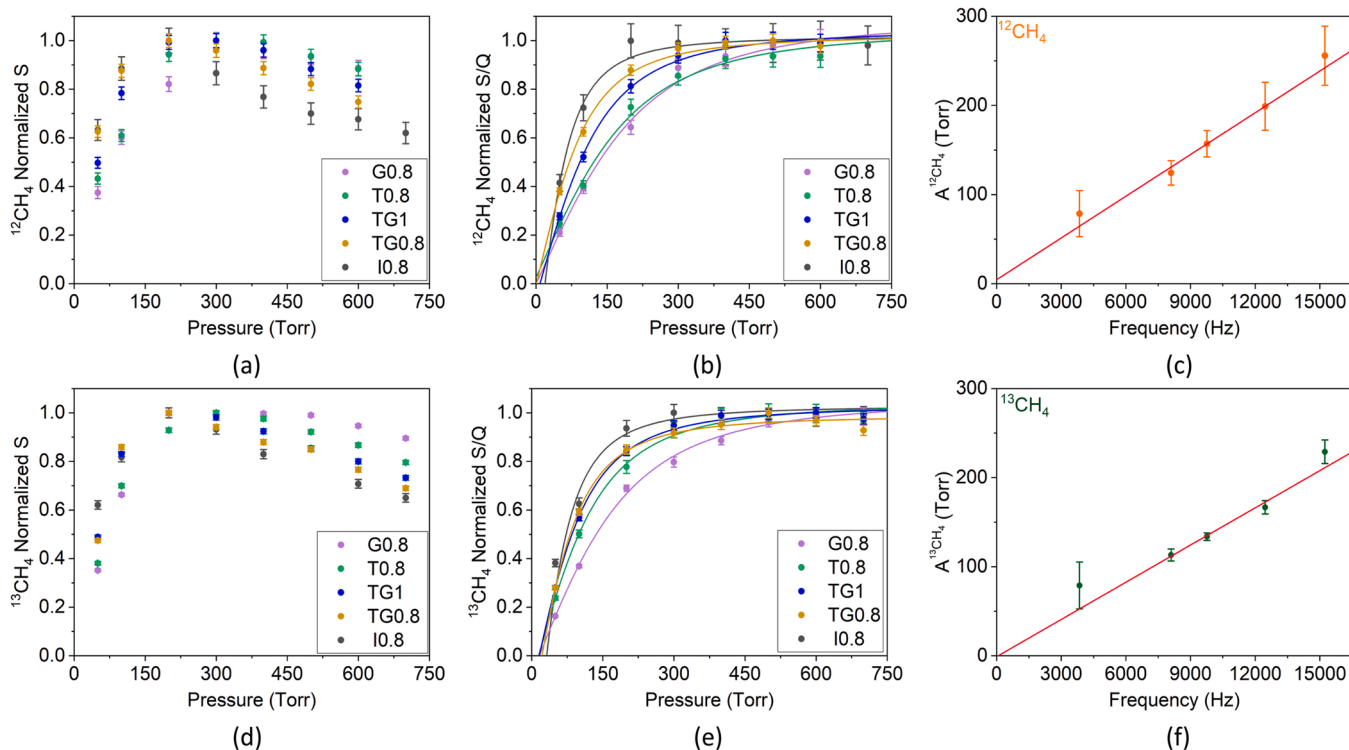 1.0
0.8
0.6
0.4
0.2
0.0
¹²CH₄ Normalized S
G0.8
T0.8
TG1
TG0.8
I0.8
0 150 300 450 600 750
Pressure (Torr)
(a)
1.0
0.8
0.6
0.4
0.2
0.0
¹²CH₄ Normalized S/Q
G0.8
T0.8
TG1
TG0.8
I0.8
0 150 300 450 600 750
Pressure (Torr)
(b)
¹²CH₄
300
200
100
0
A ¹²CH₄ (Torr)
0 3000 6000 9000 12000 15000
Frequency (Hz)
(c)
1.0
0.8
0.6
0.4
0.2
0.0
¹³CH₄ Normalized S
G0.8
T0.8
TG1
TG0.8
I0.8
0 150 300 450 600 750
Pressure (Torr)
(d)
1.0
0.8
0.6
0.4
0.2
0.0
¹³CH₄ Normalized S/Q
G0.8
T0.8
TG1
TG0.8
I0.8
0 150 300 450 600 750
Pressure (Torr)
(e)
¹³CH₄
300
200
100
0
A ¹³CH₄ (Torr)
0 3000 6000 9000 12000 15000
Frequency (Hz)
(f)